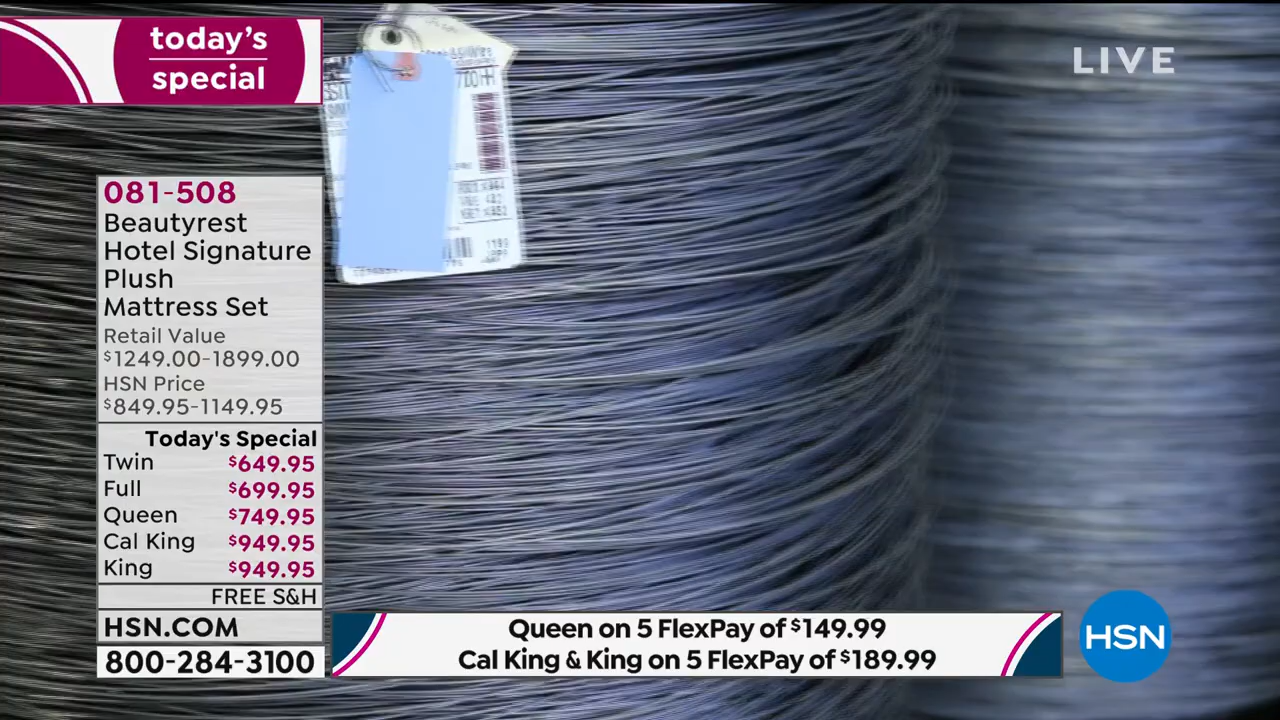 today's
special
LIVE
081-508
Beautyrest
Hotel Signature
Plush
Mattress Set
Retail Value
$1249.00-1899.00
HSN Price
$849.95-1149.95
Today's Special
Twin $649.95
Full $699.95
Queen $749.95
Cal King $949.95
King $949.95
FREE S&H
HSN.COM
800-284-3100
Queen on 5 FlexPay of $149.99
Cal King & King on 5 FlexPay of $189.99
HSN